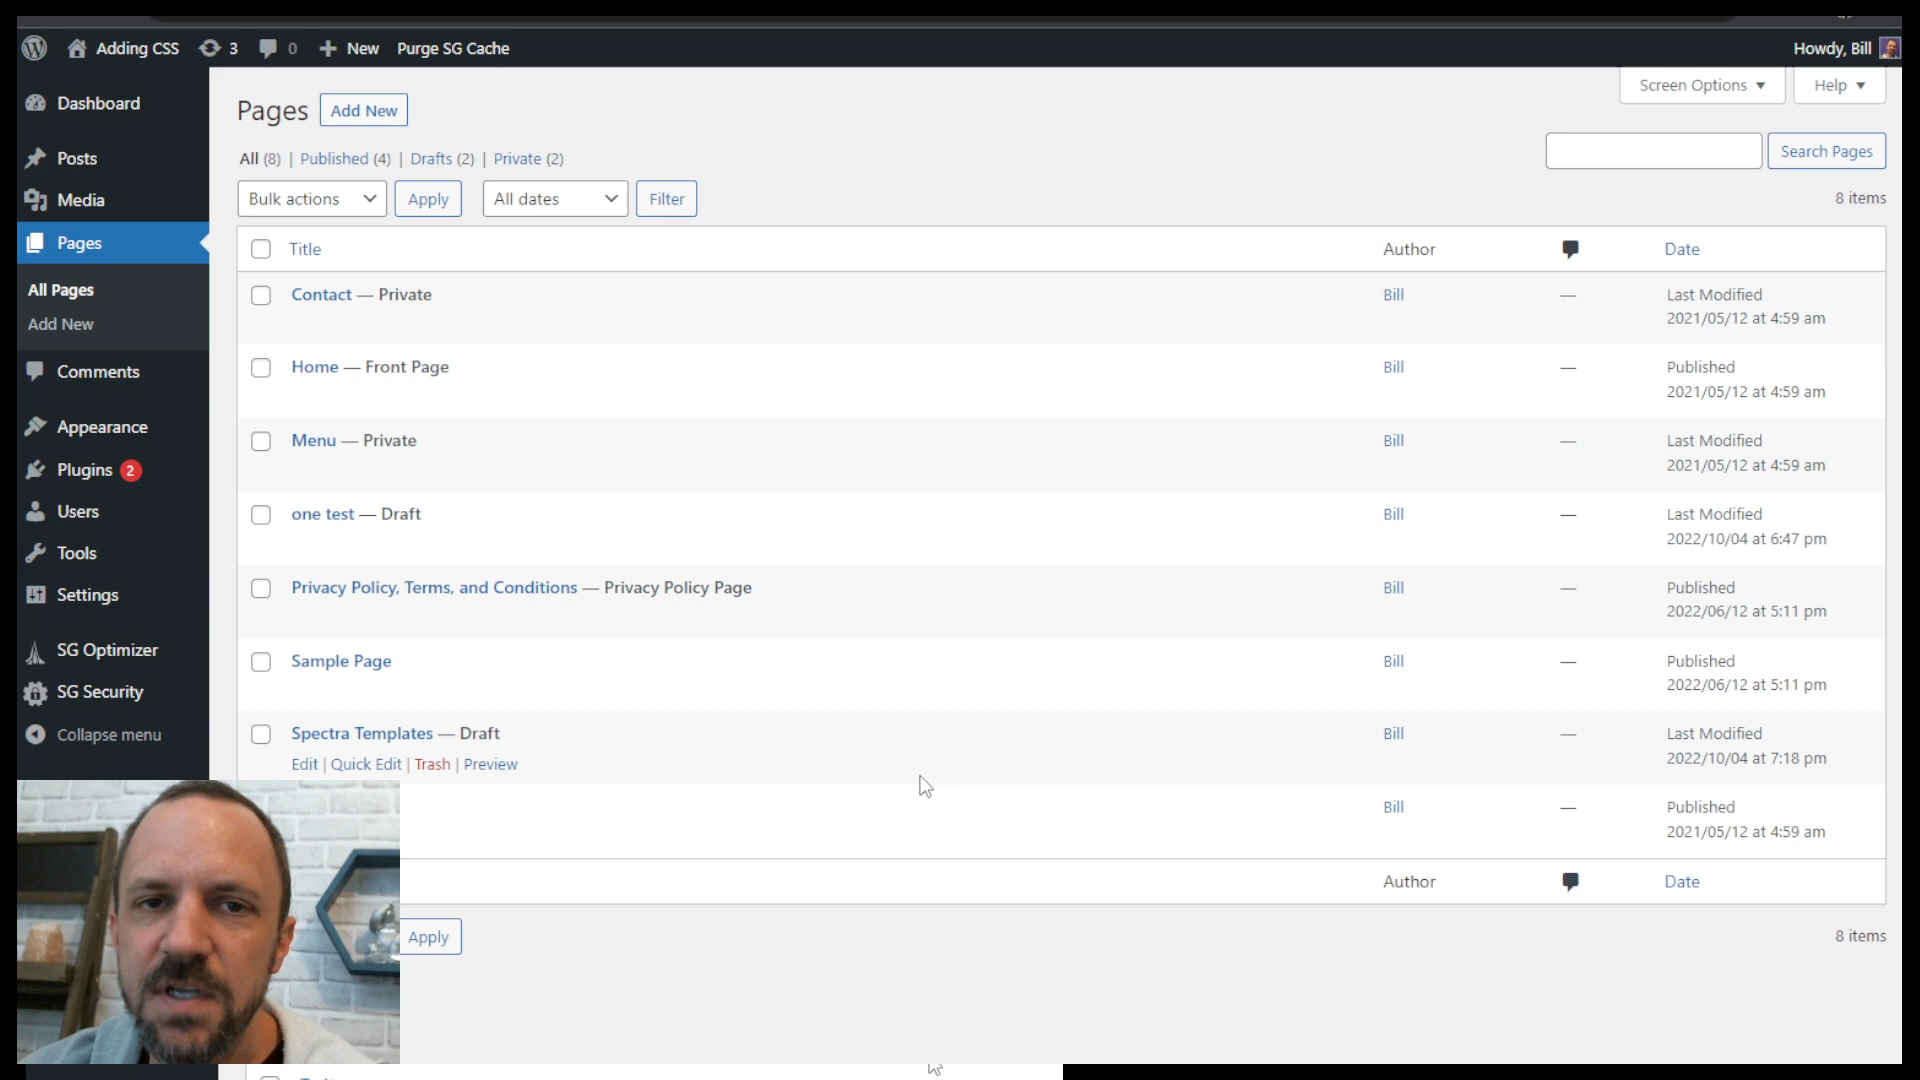 Adding CSS 3 0 New Purge SG Cache Howdy, Bill
Dashboard
Posts
Media
Pages
All Pages
Add New
Comments
Appearance
Plugins 2
Users
Tools
Settings
SG Optimizer
SG Security
Collapse menu
Screen Options Help
Pages Add New
All (8) | Published (4) | Drafts (2) | Private (2)
Search Pages
Bulk actions Apply All dates Filter 8 items
Title Author Date
Contact — Private Bill — Last Modified
2021/05/12 at 4:59 am
Home — Front Page Bill — Published
2021/05/12 at 4:59 am
Menu — Private Bill — Last Modified
2021/05/12 at 4:59 am
one test — Draft Bill — Last Modified
2022/10/04 at 6:47 pm
Privacy Policy, Terms, and Conditions — Privacy Policy Page Bill — Published
2022/06/12 at 5:11 pm
Sample Page Bill — Published
2022/06/12 at 5:11 pm
Spectra Templates — Draft Bill — Last Modified
Edit | Quick Edit | Trash | Preview 2022/10/04 at 7:18 pm
Bill — Published
2021/05/12 at 4:59 am
Author Date
Apply 8 items